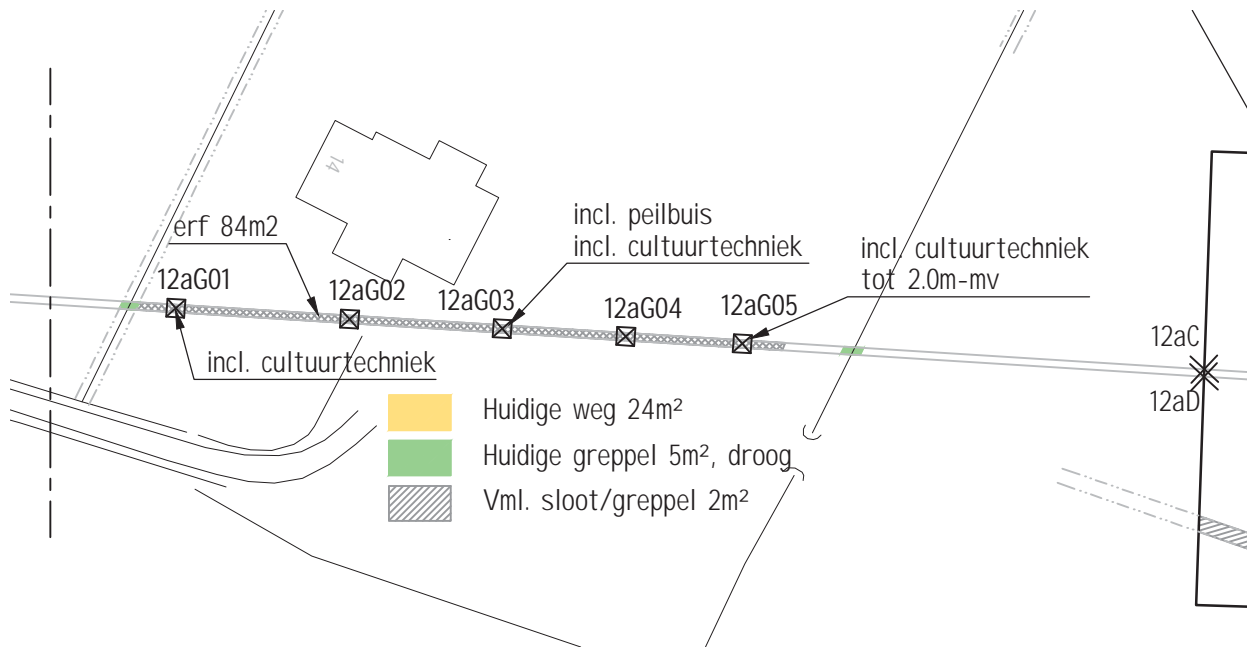 14
erf 84m2
incl. peilbuis
incl. cultuurtechniek
incl. cultuurtechniek
tot 2.0m-mv
12aG01
12aG02
12aG03
12aG04
12aG05
incl. cultuurtechniek
12aC
12aD
Huidige weg 24m²
Huidige greppel 5m², droog
Vml. sloot/greppel 2m²